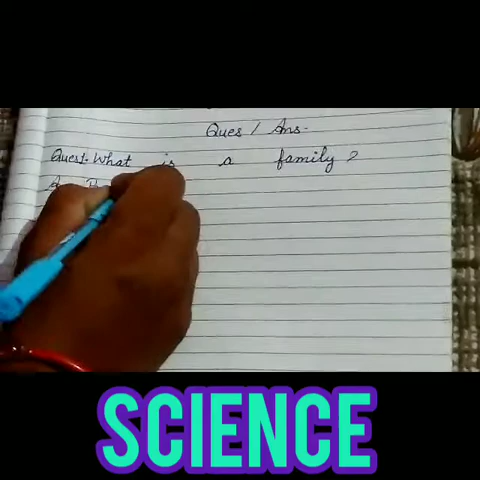 Ques / Ans-
Quest. What is a family ?
SCIENCE